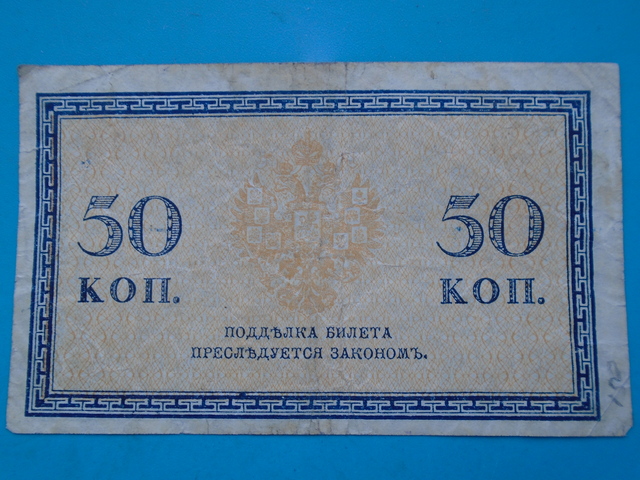 50 50
КОП. КОП.
ПОДДѢЛКА БИЛЕТА
ПРЕСЛѢДУЕТСЯ ЗАКОНОМЪ.